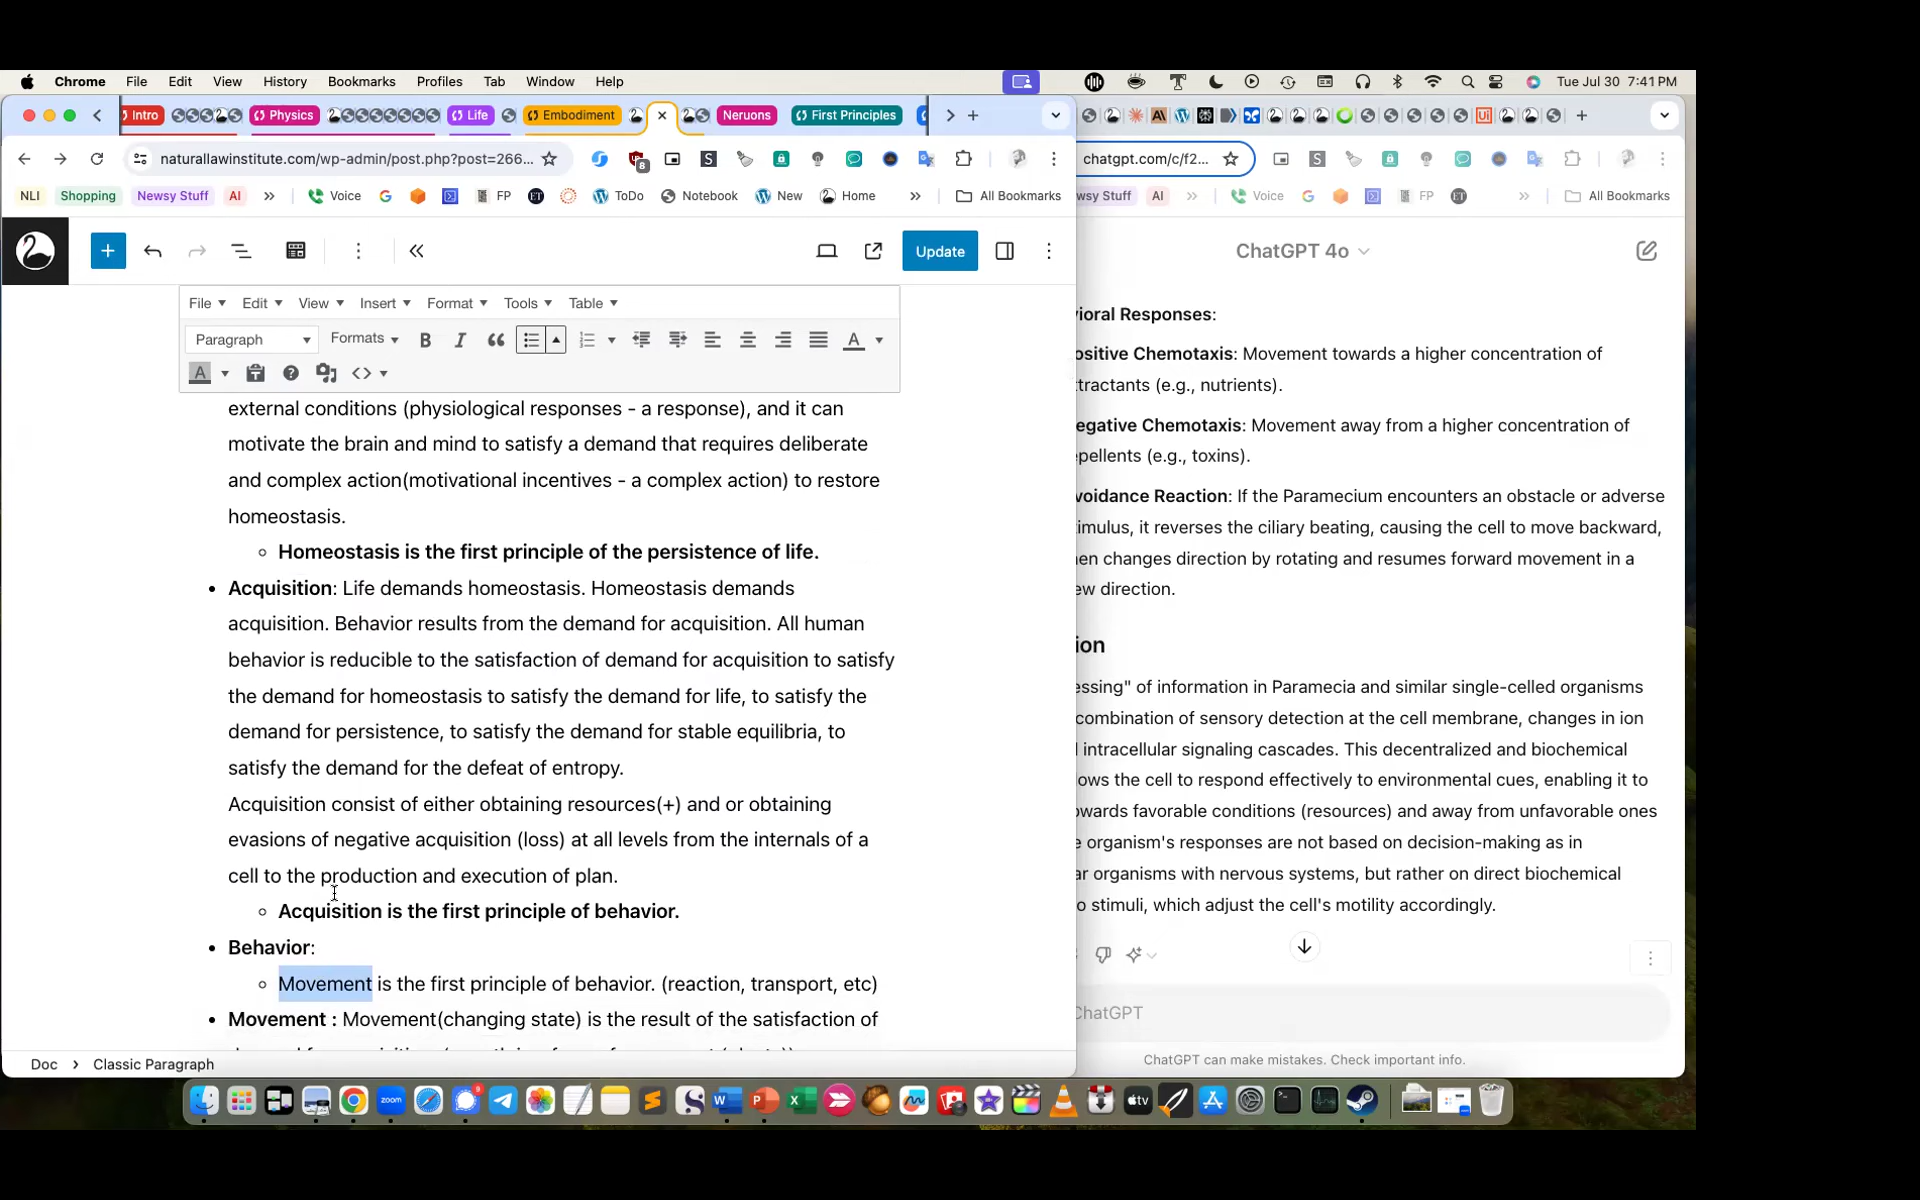 Chrome File Edit View History Bookmarks Profiles Tab Window Help Tue Jul 30 7:41 PM
Intro Physics Life Embodiment Neruons First Principles
naturallawinstitute.com/wp-admin/post.php?post=266...
chatgpt.com/c/f2...
NLI Shopping Newsy Stuff AI Voice FP ToDo Notebook New Home All Bookmarks
wsy Stuff AI Voice FP All Bookmarks
Update
File Edit View Insert Format Tools Table
Paragraph Formats
external conditions (physiological responses - a response), and it can
motivate the brain and mind to satisfy a demand that requires deliberate
and complex action(motivational incentives - a complex action) to restore
homeostasis.
Homeostasis is the first principle of the persistence of life.
Acquisition: Life demands homeostasis. Homeostasis demands
acquisition. Behavior results from the demand for acquisition. All human
behavior is reducible to the satisfaction of demand for acquisition to satisfy
the demand for homeostasis to satisfy the demand for life, to satisfy the
demand for persistence, to satisfy the demand for stable equilibria, to
satisfy the demand for the defeat of entropy.
Acquisition consist of either obtaining resources(+) and or obtaining
evasions of negative acquisition (loss) at all levels from the internals of a
cell to the production and execution of plan.
Acquisition is the first principle of behavior.
Behavior:
Movement is the first principle of behavior. (reaction, transport, etc)
Movement : Movement(changing state) is the result of the satisfaction of
Doc > Classic Paragraph
ChatGPT 4o
ioral Responses:
ositive Chemotaxis: Movement towards a higher concentration of
tractants (e.g., nutrients).
egative Chemotaxis: Movement away from a higher concentration of
pellents (e.g., toxins).
voidance Reaction: If the Paramecium encounters an obstacle or adverse
imulus, it reverses the ciliary beating, causing the cell to move backward,
en changes direction by rotating and resumes forward movement in a
ew direction.
ion
essing" of information in Paramecia and similar single-celled organisms
combination of sensory detection at the cell membrane, changes in ion
intracellular signaling cascades. This decentralized and biochemical
lows the cell to respond effectively to environmental cues, enabling it to
owards favorable conditions (resources) and away from unfavorable ones
e organism's responses are not based on decision-making as in
ar organisms with nervous systems, but rather on direct biochemical
o stimuli, which adjust the cell's motility accordingly.
ChatGPT
ChatGPT can make mistakes. Check important info.